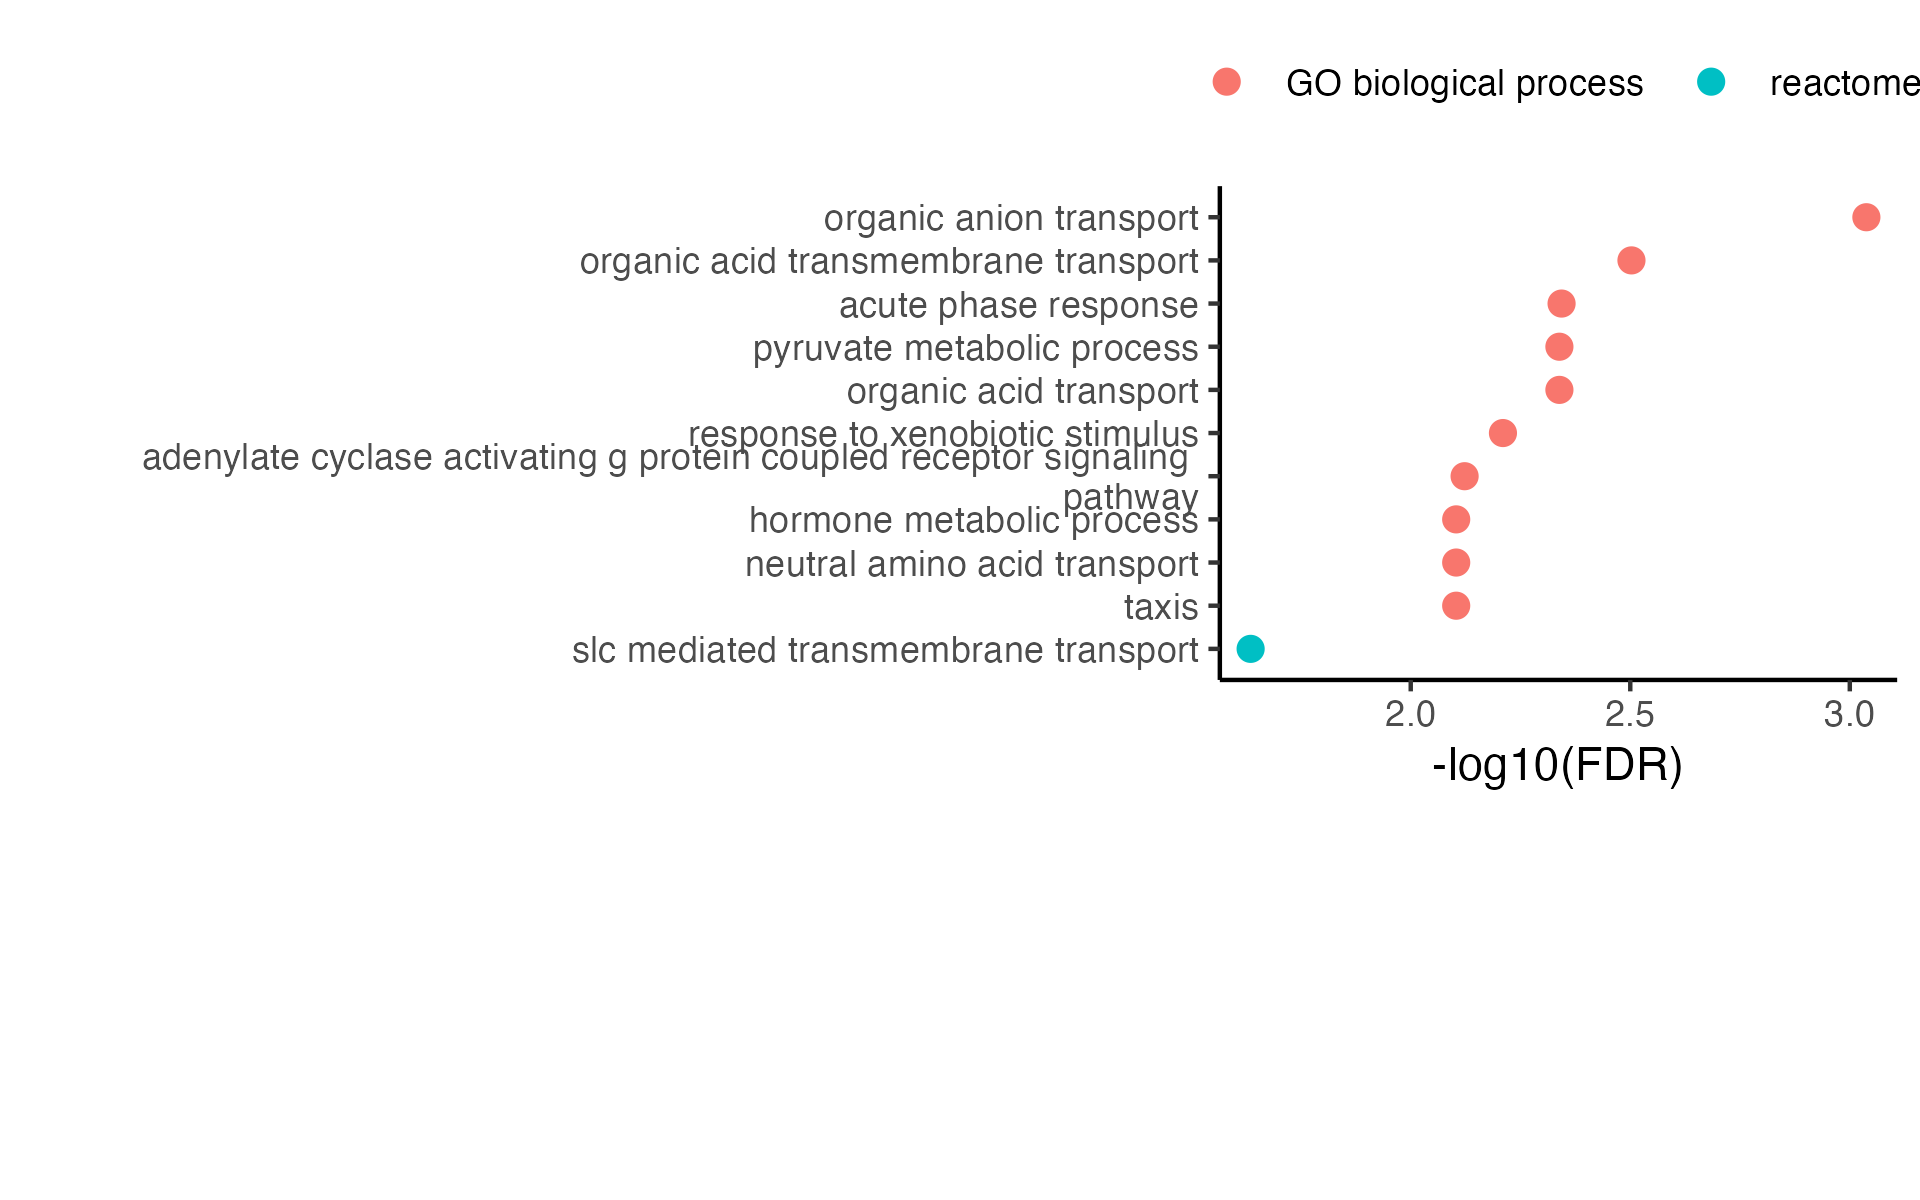 GO biological process reactome
organic anion transport
organic acid transmembrane transport
acute phase response
pyruvate metabolic process
organic acid transport
response to xenobiotic stimulus
adenylate cyclase activating g protein coupled receptor signaling
pathway
hormone metabolic process
neutral amino acid transport
taxis
slc mediated transmembrane transport
2.0 2.5 3.0
-log10(FDR)